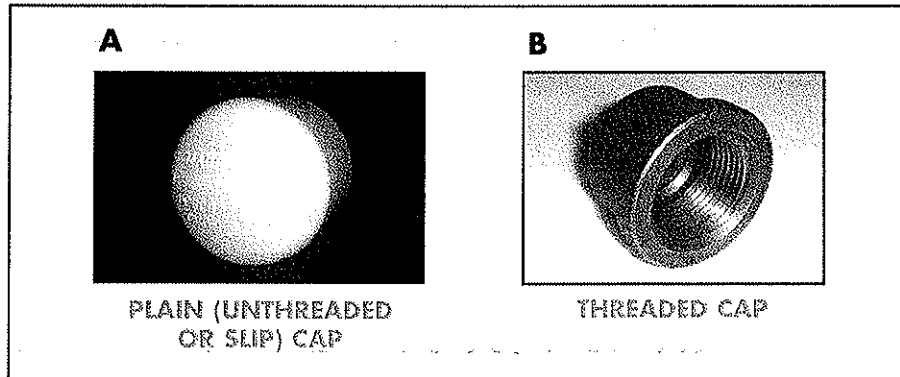 A
B
PLAIN (UNTHREADED
OR SLIP) CAP
THREADED CAP